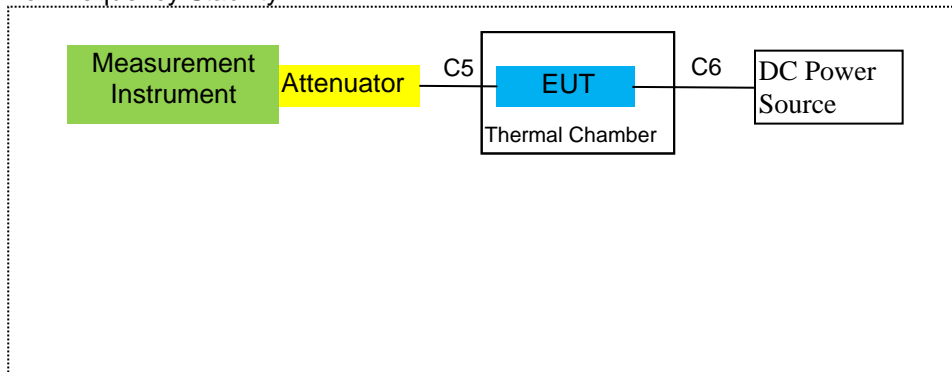 Measurement
Instrument
Attenuator
C5
EUT
Thermal Chamber
C6
DC Power
Source